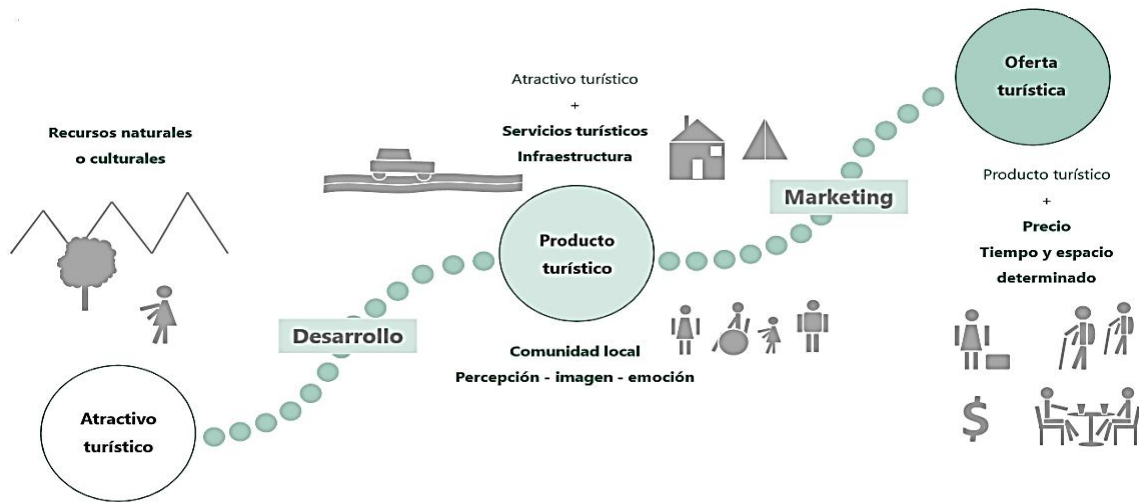 Recursos naturales
o culturales
Atractivo
turístico
Desarrollo
Atractivo turístico
+
Servicios turísticos
Infraestructura
Producto
turístico
Comunidad local
Percepción - imagen - emoción
Marketing
Oferta
turística
Producto turístico
+
Precio
Tiempo y espacio
determinado
$